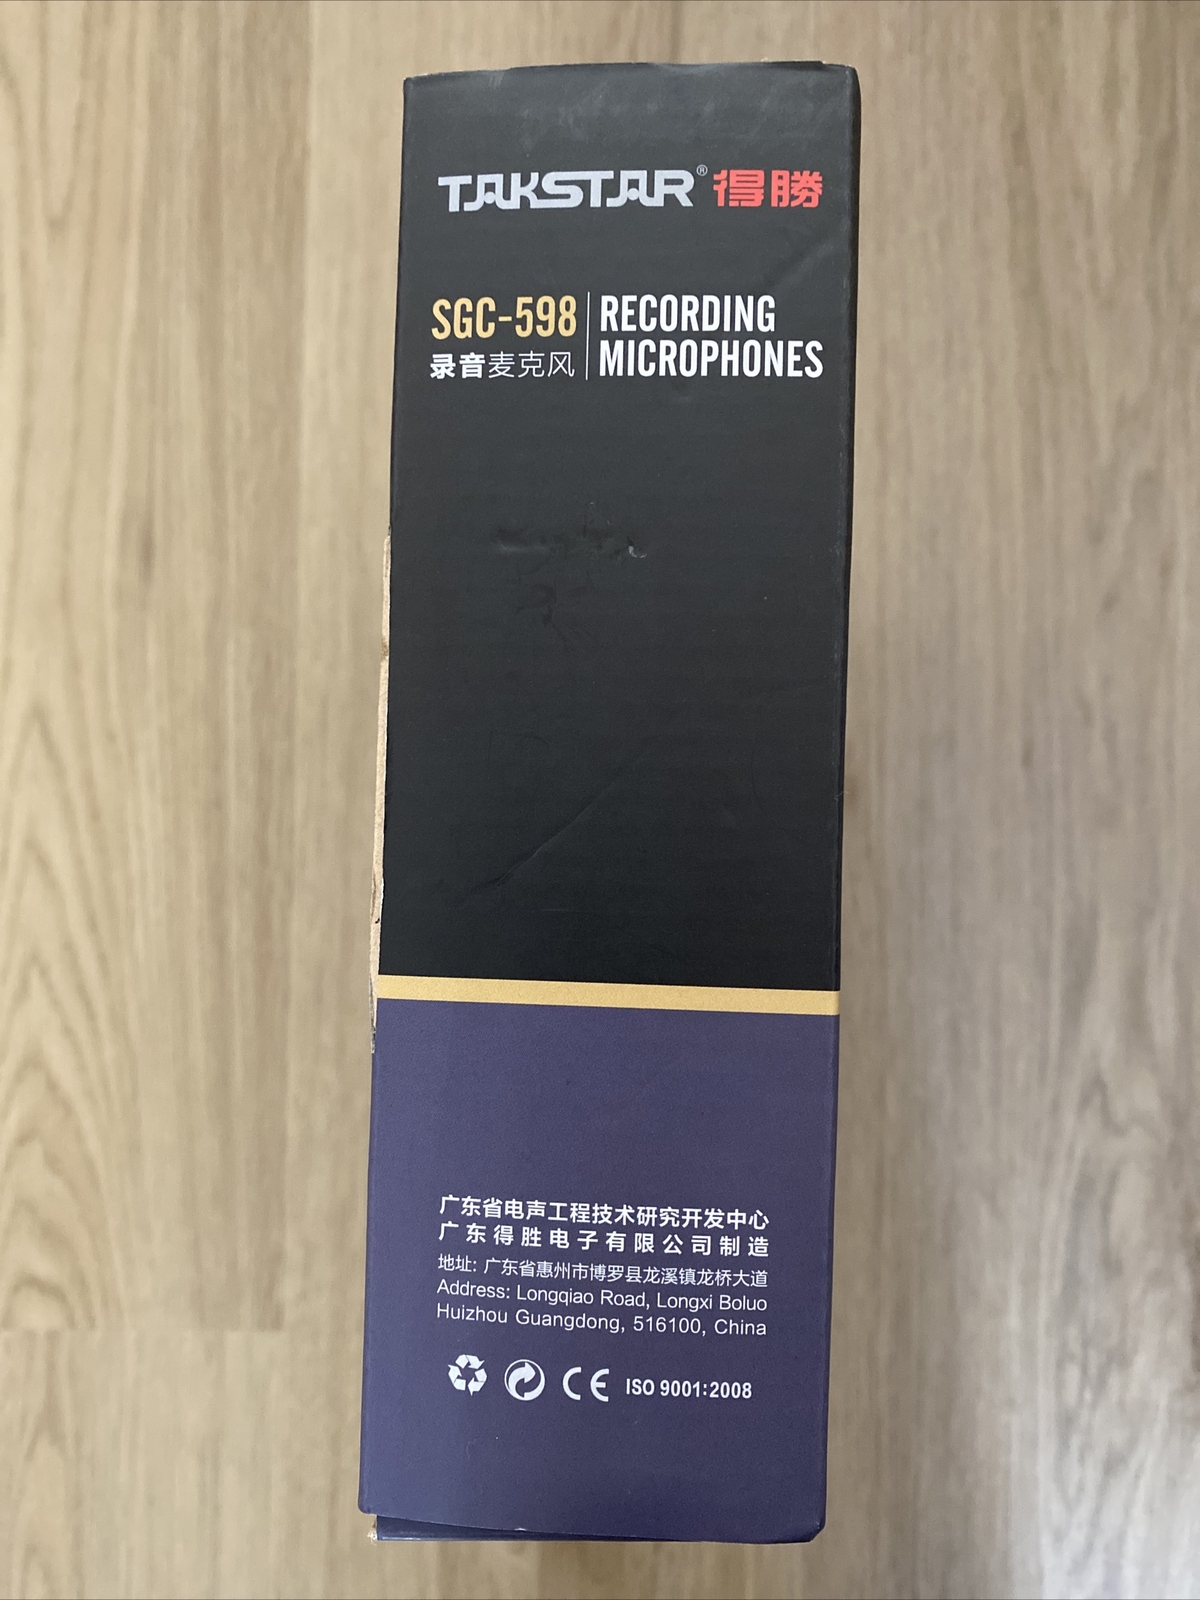 TAKSTAR® 得勝
SGC-598
录音麦克风
RECORDING
MICROPHONES
广东省电声工程技术研究开发中心
广东得胜电子有限公司制造
地址: 广东省惠州市博罗县龙溪镇龙桥大道
Address: Longqiao Road, Longxi Boluo
Huizhou Guangdong, 516100, China
CE ISO 9001:2008